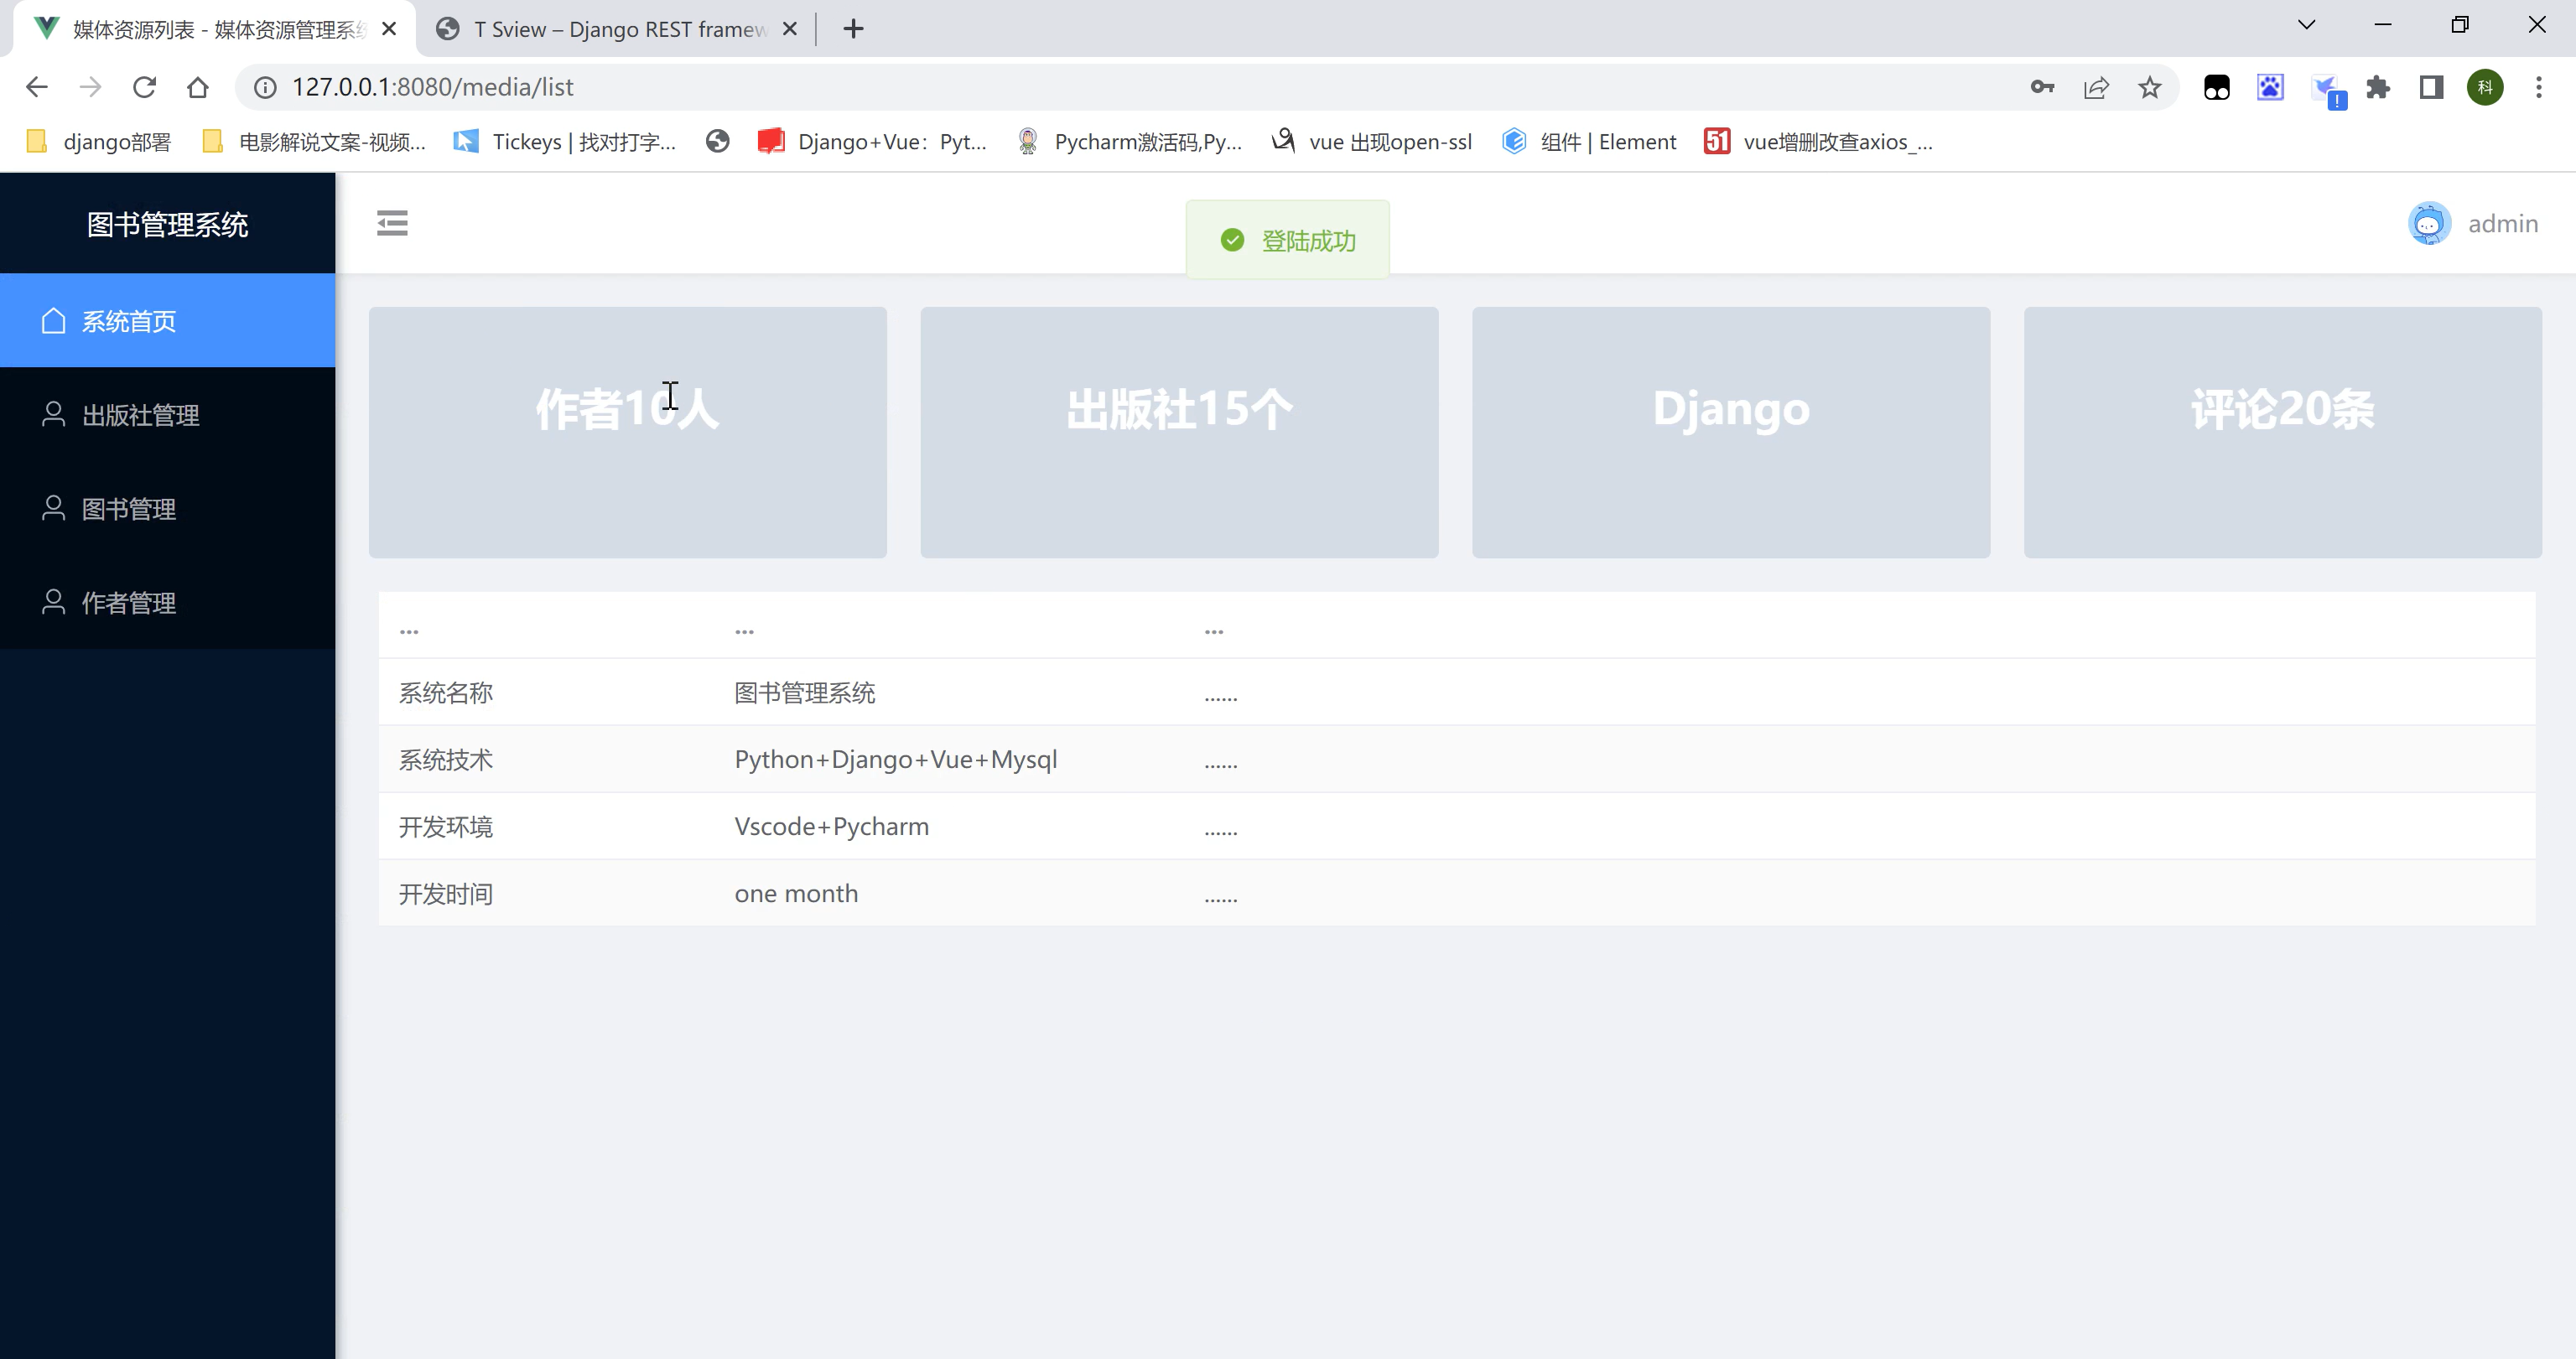 媒体资源列表 - 媒体资源管理系统
T Sview – Django REST framew
127.0.0.1:8080/media/list
科
django部署
电影解说文案-视频...
Tickeys | 找对打字...
Django+Vue：Pyt...
Pycharm激活码,Py...
vue 出现open-ssl
组件 | Element
51
vue增删改查axios_...
图书管理系统
登陆成功
admin
系统首页
出版社管理
图书管理
作者管理
作者10人
出版社15个
Django
评论20条
... ... ...
系统名称 图书管理系统 ......
系统技术 Python+Django+Vue+Mysql ......
开发环境 Vscode+Pycharm ......
开发时间 one month ......